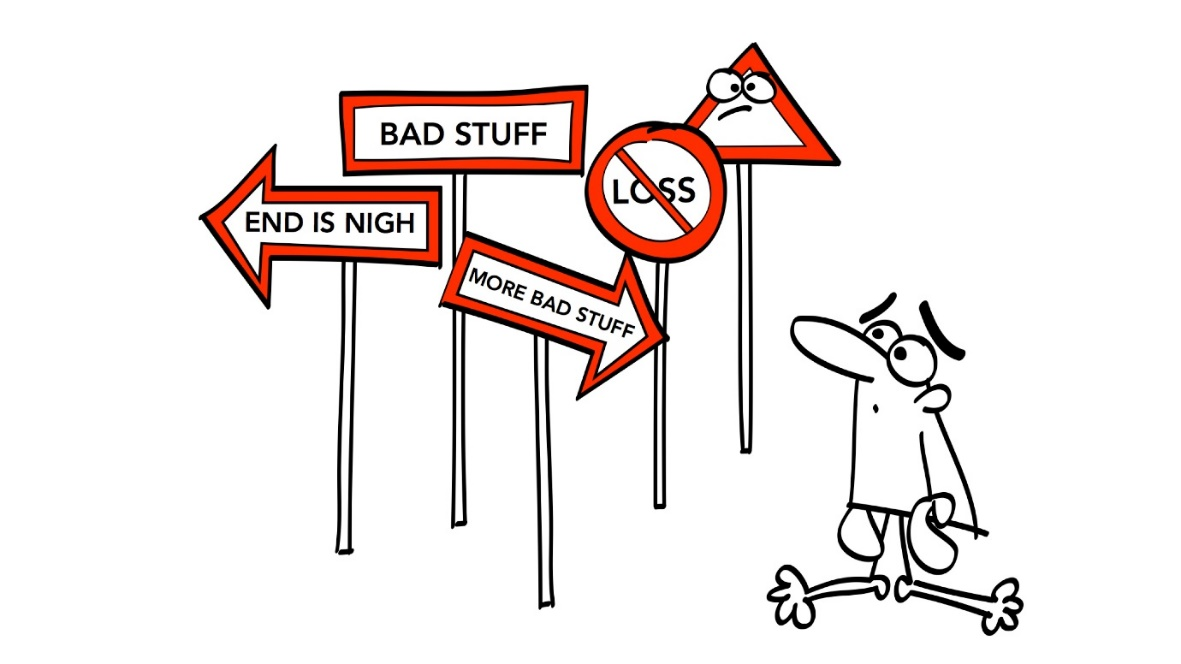 BAD STUFF
END IS NIGH
LOSS
MORE BAD STUFF